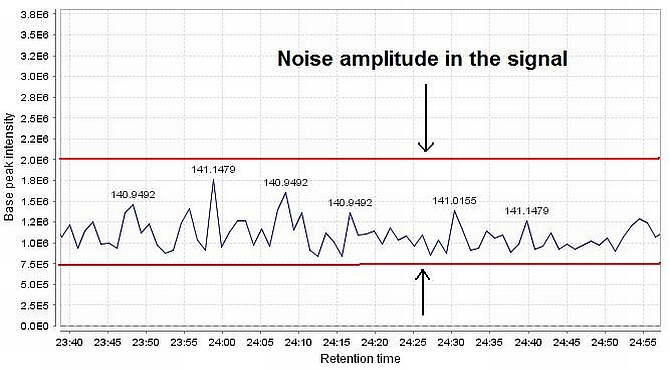 3.8E6
3.5E6
3.2E6
3.0E6
2.8E6
2.5E6
2.2E6
2.0E6
1.8E6
1.5E6
1.2E6
1.0E6
7.5E5
5.0E5
2.5E5
0.0E0
Base peak intensity
Noise amplitude in the signal
140.9492
141.1479
140.9492
140.9492
141.0155
141.1479
23:40 23:45 23:50 23:55 24:00 24:05 24:10 24:15 24:20 24:25 24:30 24:35 24:40 24:45 24:50 24:55
Retention time